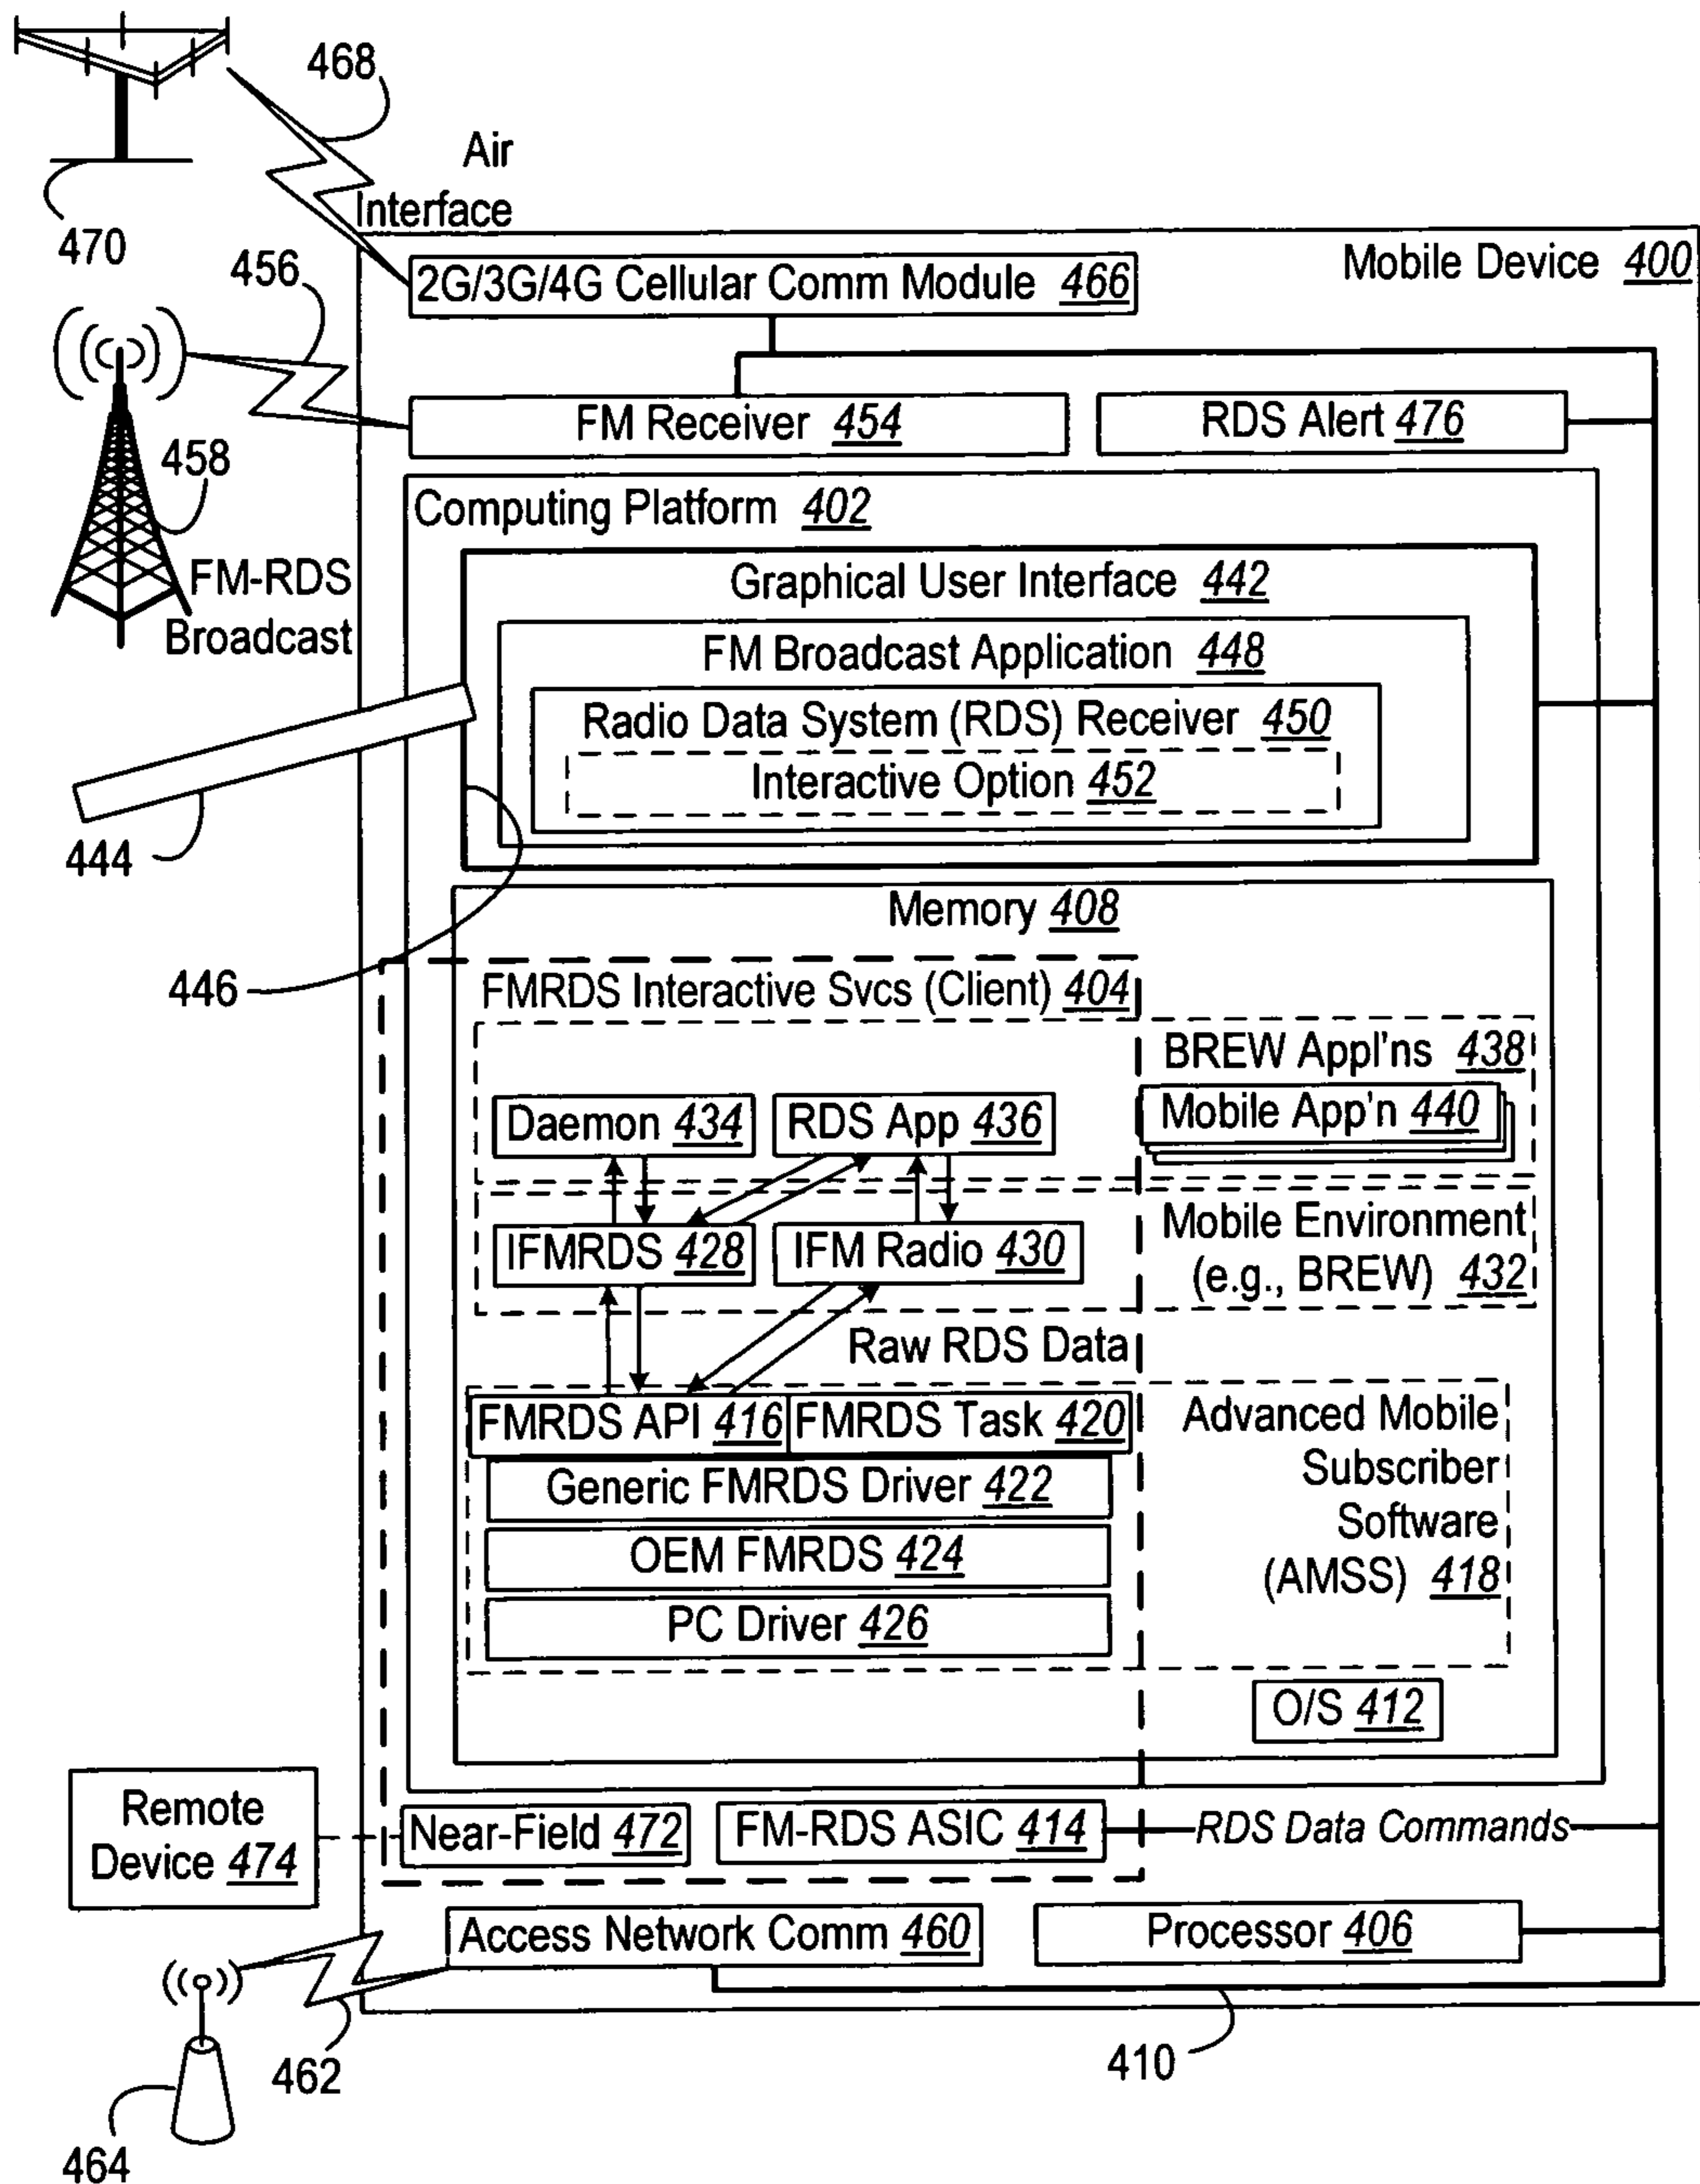 468
Air
Interface
470
456
Mobile Device 400
2G/3G/4G Cellular Comm Module 466
FM Receiver 454
RDS Alert 476
458
FM-RDS
Broadcast
Computing Platform 402
Graphical User Interface 442
FM Broadcast Application 448
Radio Data System (RDS) Receiver 450
Interactive Option 452
444
446
Memory 408
FMRDS Interactive Svcs (Client) 404
BREW Appl'ns 438
Mobile App'n 440
Daemon 434
RDS App 436
IFMRDS 428
IFM Radio 430
Mobile Environment
(e.g., BREW) 432
Raw RDS Data
FMRDS API 416
FMRDS Task 420
Advanced Mobile
Subscriber
Software
(AMSS) 418
Generic FMRDS Driver 422
OEM FMRDS 424
PC Driver 426
O/S 412
Remote
Device 474
Near-Field 472
FM-RDS ASIC 414
RDS Data Commands
Access Network Comm 460
Processor 406
462
410
464